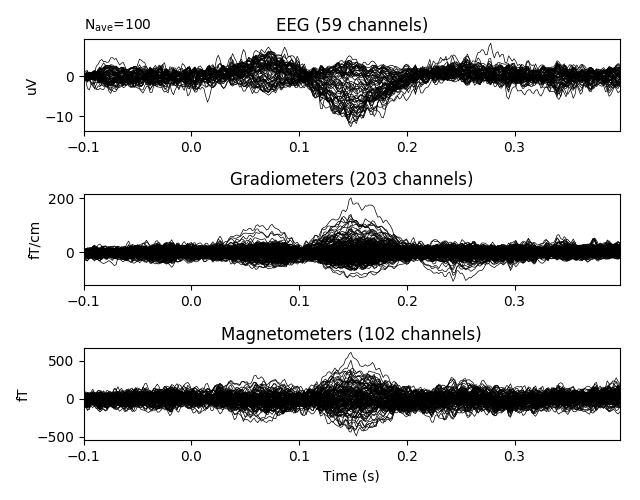 N_ave=100
EEG (59 channels)
0
−10
uV
−0.1 0.0 0.1 0.2 0.3
Gradiometers (203 channels)
200
0
fT/cm
−0.1 0.0 0.1 0.2 0.3
Magnetometers (102 channels)
500
0
−500
fT
−0.1 0.0 0.1 0.2 0.3
Time (s)